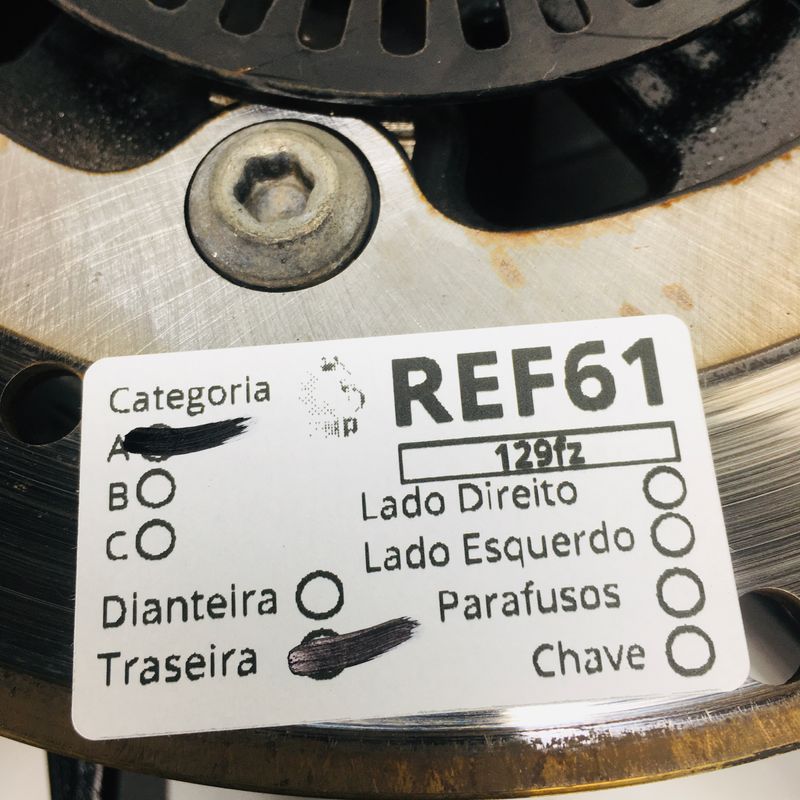 Categoria
A
B
C
Dianteira
Traseira
REF61
129fz
Lado Direito
Lado Esquerdo
Parafusos
Chave